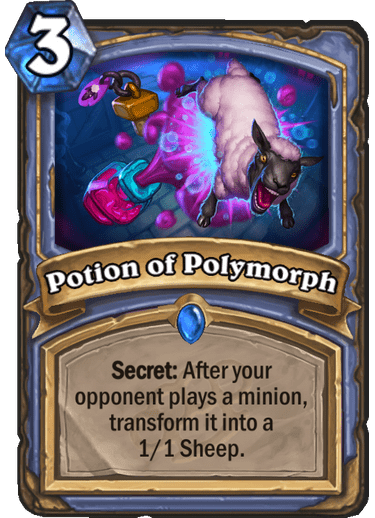 3
Potion of Polymorph
Secret: After your
opponent plays a minion,
transform it into a
1/1 Sheep.